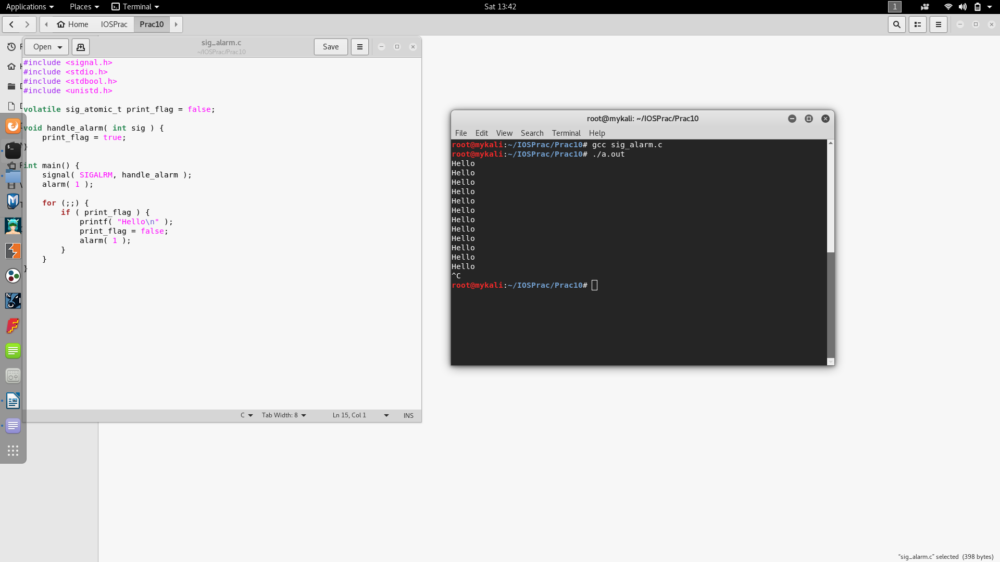 Applications Places Terminal Sat 13:42 1
Home IOSPrac Prac10
Open sig_alarm.c Save
~/IOSPrac/Prac10
#include <signal.h>
#include <stdio.h>
#include <stdbool.h>
#include <unistd.h>
volatile sig_atomic_t print_flag = false;
void handle_alarm( int sig ) {
    print_flag = true;
}
int main() {
    signal( SIGALRM, handle_alarm );
    alarm( 1 );
    for (;;) {
        if ( print_flag ) {
            printf( "Hello\n" );
            print_flag = false;
            alarm( 1 );
        }
    }
}
C Tab Width: 8 Ln 15, Col 1 INS
root@mykali: ~/IOSPrac/Prac10
File Edit View Search Terminal Help
root@mykali:~/IOSPrac/Prac10# gcc sig_alarm.c
root@mykali:~/IOSPrac/Prac10# ./a.out
Hello
Hello
Hello
Hello
Hello
Hello
Hello
Hello
Hello
Hello
Hello
Hello
^C
root@mykali:~/IOSPrac/Prac10#
"sig_alarm.c" selected (398 bytes)